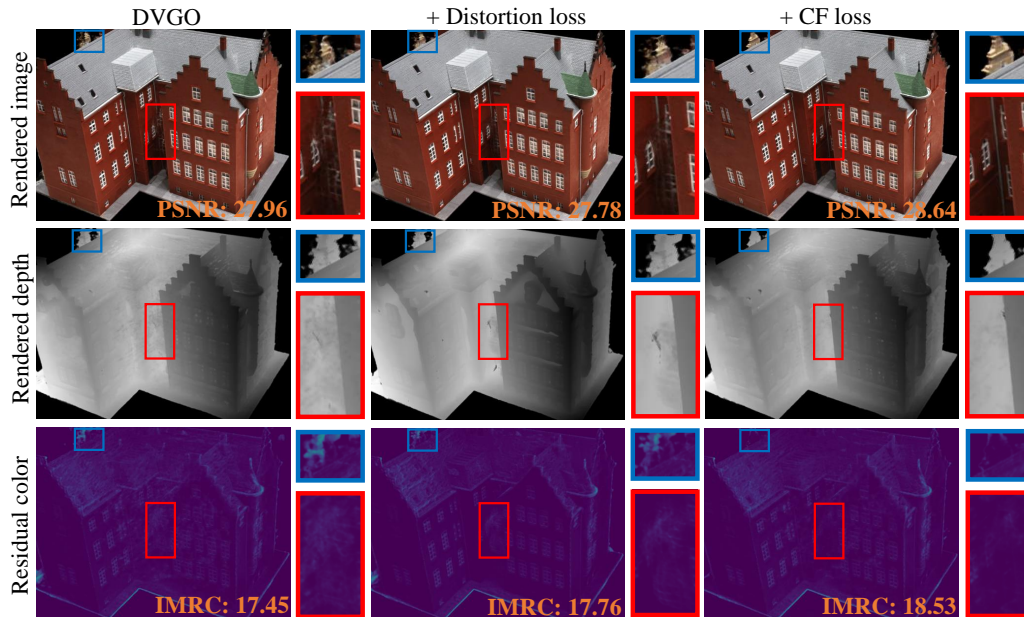 DVGO
+ Distortion loss
+ CF loss
Rendered image
PSNR: 27.96
PSNR: 27.78
PSNR: 28.64
Rendered depth
Residual color
IMRC: 17.45
IMRC: 17.76
IMRC: 18.53